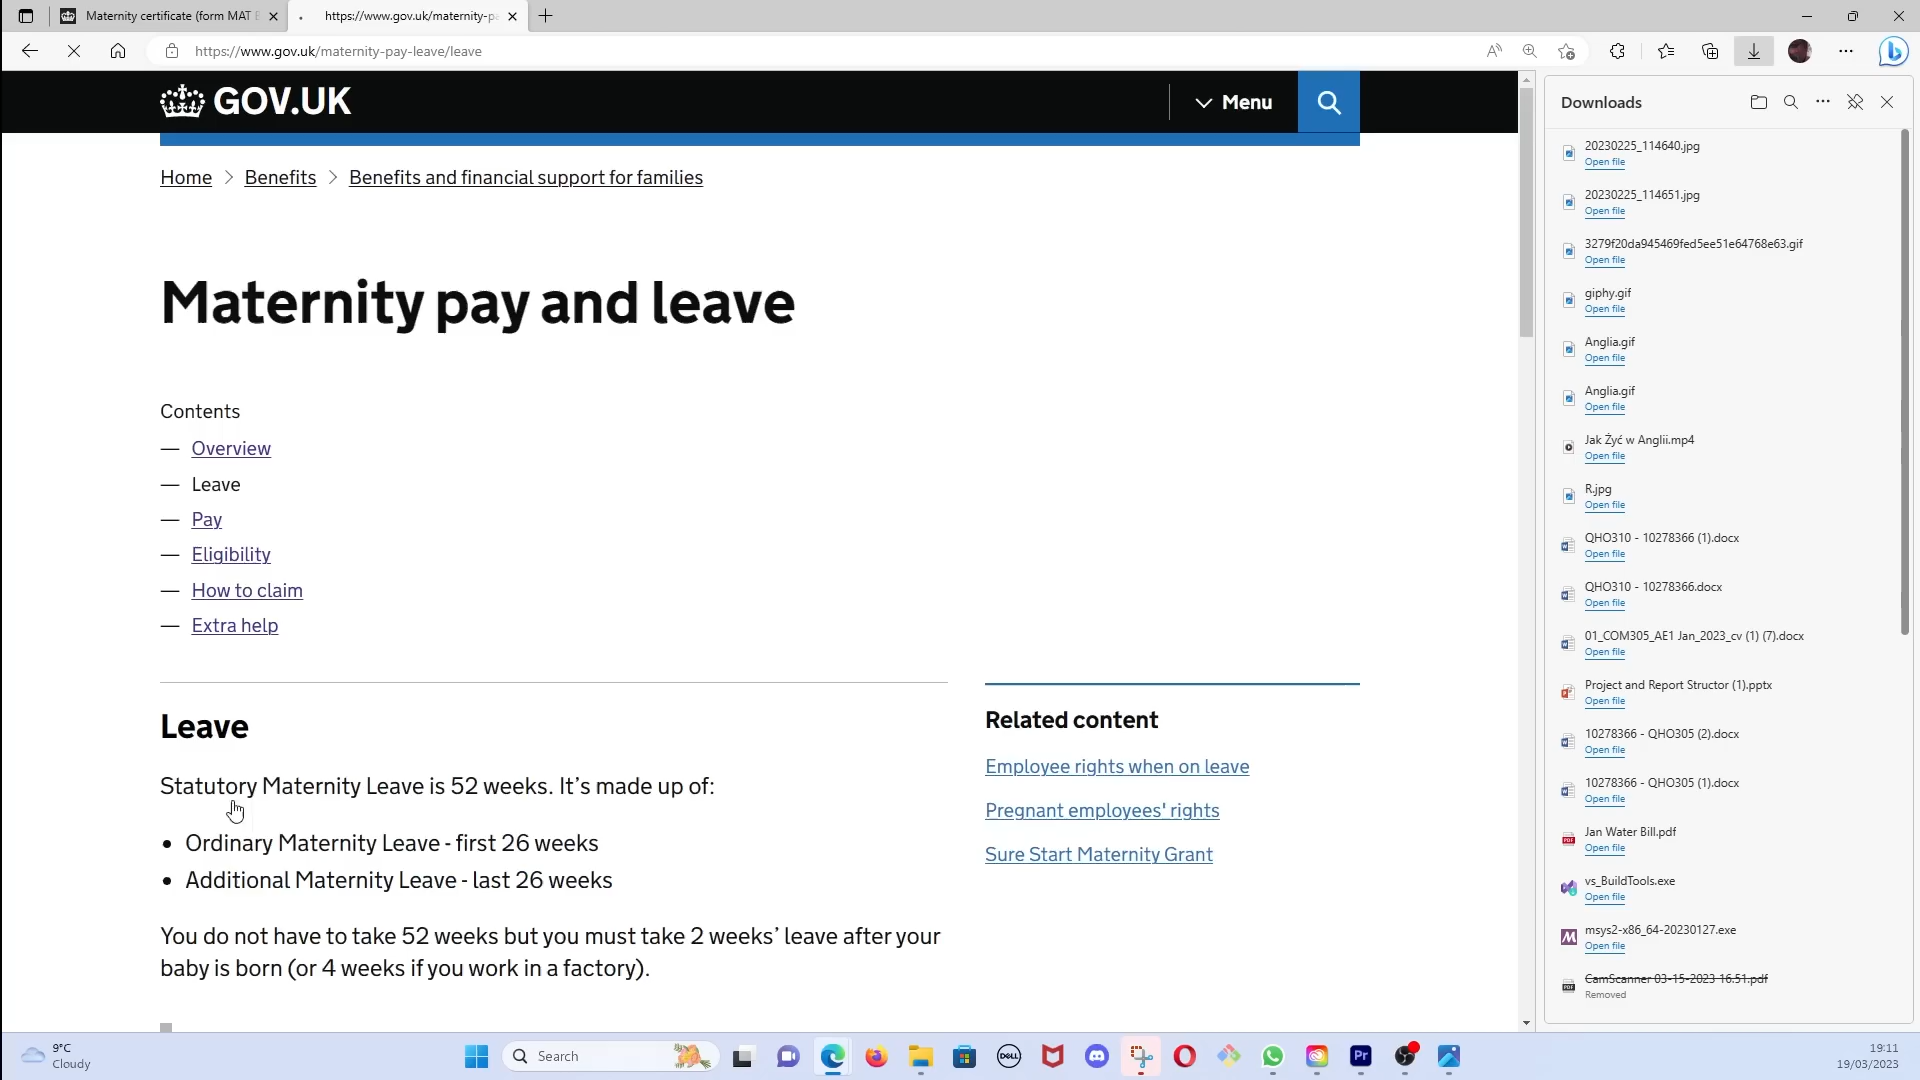 Maternity certificate (form MAT B
https://www.gov.uk/maternity-pa
https://www.gov.uk/maternity-pay-leave/leave
GOV.UK
Menu
Home
Benefits
Benefits and financial support for families
Maternity pay and leave
Contents
— Overview
— Leave
— Pay
— Eligibility
— How to claim
— Extra help
Leave
Statutory Maternity Leave is 52 weeks. It’s made up of:
• Ordinary Maternity Leave - first 26 weeks
• Additional Maternity Leave - last 26 weeks
You do not have to take 52 weeks but you must take 2 weeks’ leave after your
baby is born (or 4 weeks if you work in a factory).
Related content
Employee rights when on leave
Pregnant employees' rights
Sure Start Maternity Grant
Downloads
20230225_114640.jpg
Open file
20230225_114651.jpg
Open file
3279f20da945469fed5ee51e64768e63.gif
Open file
giphy.gif
Open file
Anglia.gif
Open file
Anglia.gif
Open file
Jak Żyć w Anglii.mp4
Open file
R.jpg
Open file
QHO310 - 10278366 (1).docx
Open file
QHO310 - 10278366.docx
Open file
01_COM305_AE1 Jan_2023_cv (1) (7).docx
Open file
Project and Report Structor (1).pptx
Open file
10278366 - QHO305 (2).docx
Open file
10278366 - QHO305 (1).docx
Open file
Jan Water Bill.pdf
Open file
vs_BuildTools.exe
Open file
msys2-x86_64-20230127.exe
Open file
CamScanner 03-15-2023 16.51.pdf
Removed
9°C
Cloudy
Search
DELL
Pr
19:11
19/03/2023